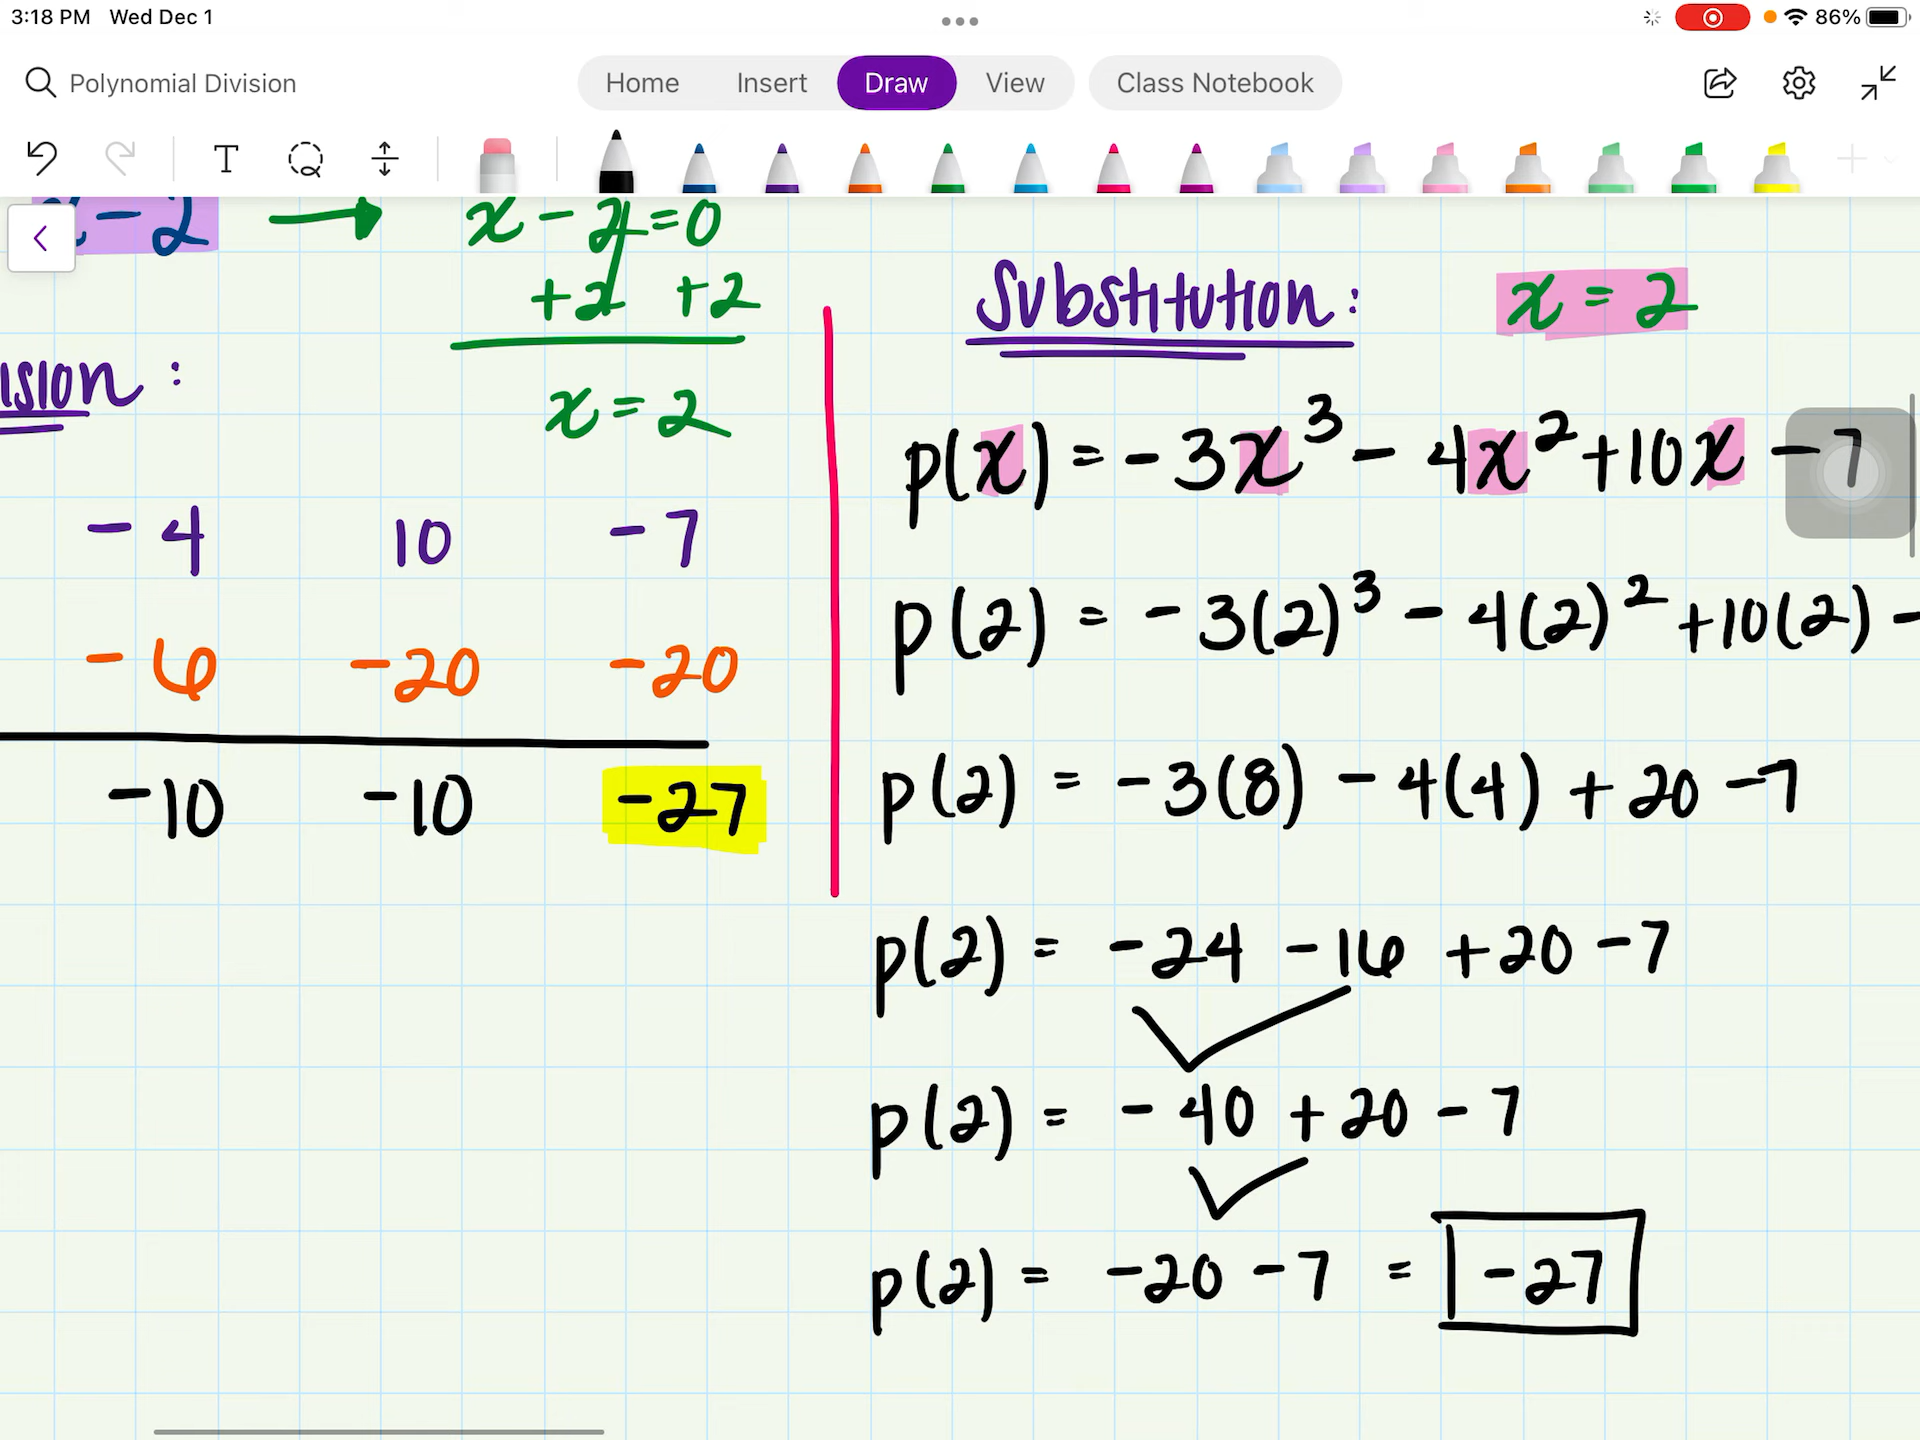 3:18 PM Wed Dec 1
86%
Polynomial Division
Home Insert Draw View Class Notebook
T
x - 2 → x - 2 = 0
+2 +2
x = 2
ision:
-4 10 -7
-6 -20 -20
-10 -10 -27
Substitution: x = 2
p(x) = -3x³ - 4x² + 10x - 7
p(2) = -3(2)³ - 4(2)² + 10(2) -
p(2) = -3(8) - 4(4) + 20 - 7
p(2) = -24 - 16 + 20 - 7
p(2) = -40 + 20 - 7
p(2) = -20 - 7 = -27